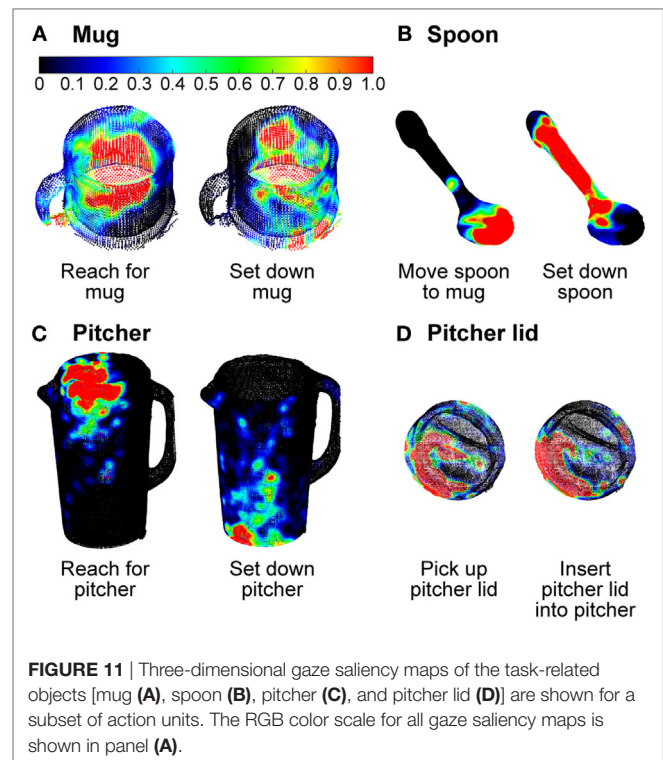 A Mug
B Spoon
0 0.1 0.2 0.3 0.4 0.5 0.6 0.7 0.8 0.9 1.0
Reach for
mug
Set down
mug
Move spoon
to mug
Set down
spoon
C Pitcher
D Pitcher lid
Reach for
pitcher
Set down
pitcher
Pick up
pitcher lid
Insert
pitcher lid
into pitcher
FIGURE 11 | Three-dimensional gaze saliency maps of the task-related
objects [mug (A), spoon (B), pitcher (C), and pitcher lid (D)] are shown for a
subset of action units. The RGB color scale for all gaze saliency maps is
shown in panel (A).